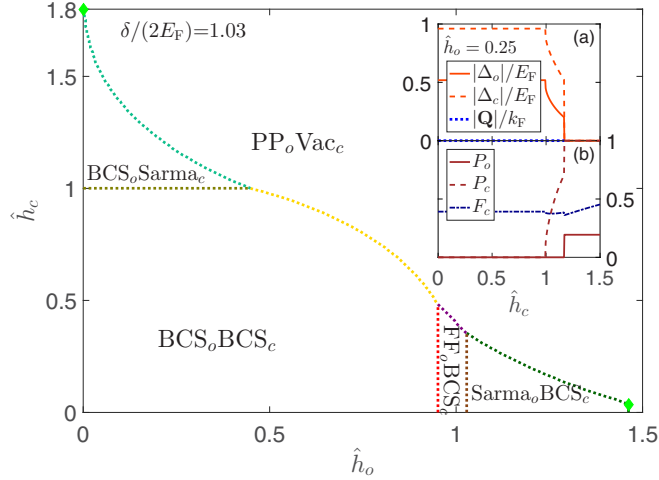 1.8
δ/(2E_F)=1.03
1.5
PP_oVac_c
BCS_oSarma_c
1
ĥ_c
0.5
BCS_oBCS_c
FF_oBCS_c
Sarma_oBCS_c
0
0
0.5
1
1.5
ĥ_o
1
(a)
ĥ_o = 0.25
0.5
|Δ_o|/E_F
|Δ_c|/E_F
|Q|/k_F
0
1
(b)
P_o
P_c
F_c
0.5
0
0
0.5
1
1.5
ĥ_c